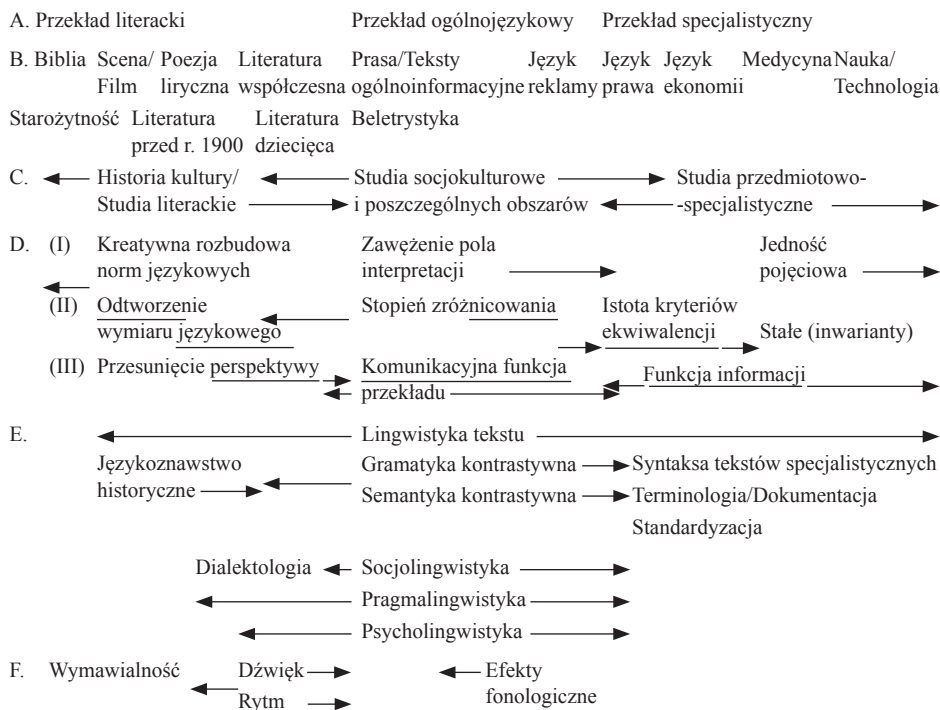 A. Przekład literacki Przekład ogólnojęzykowy Przekład specjalistyczny
B. Biblia Scena/ Poezja Literatura Prasa/Teksty Język Język Język Medycyna Nauka/
Film liryczna współczesna ogólnoinformacyjne reklamy prawa ekonomii Technologia
Starożytność Literatura Literatura Beletrystyka
przed r. 1900 dziecięca
C. Historia kultury/ Studia socjokulturowe Studia przedmiotowo-
Studia literackie i poszczególnych obszarów -specjalistyczne
D. (I) Kreatywna rozbudowa Zawężenie pola Jedność
norm językowych interpretacji pojęciowa
(II) Odtworzenie Stopień zróżnicowania Istota kryteriów
wymiaru językowego ekwiwalencji Stałe (inwarianty)
(III) Przesunięcie perspektywy Komunikacyjna funkcja Funkcja informacji
przekładu
E. Lingwistyka tekstu
Językoznawstwo Gramatyka kontrastywna Syntaksa tekstów specjalistycznych
historyczne Semantyka kontrastywna Terminologia/Dokumentacja
Standardyzacja
Dialektologia Socjolingwistyka
Pragmalingwistyka
Psycholingwistyka
F. Wymawialność Dźwięk Efekty
Rytm fonologiczne